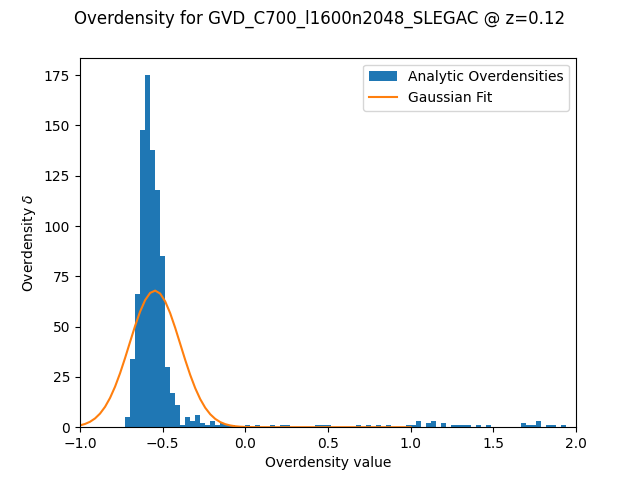 Overdensity for GVD_C700_l1600n2048_SLEGAC @ z=0.12
Analytic Overdensities
Gaussian Fit
Overdensity δ
175
150
125
100
75
50
25
0
−1.0 −0.5 0.0 0.5 1.0 1.5 2.0
Overdensity value